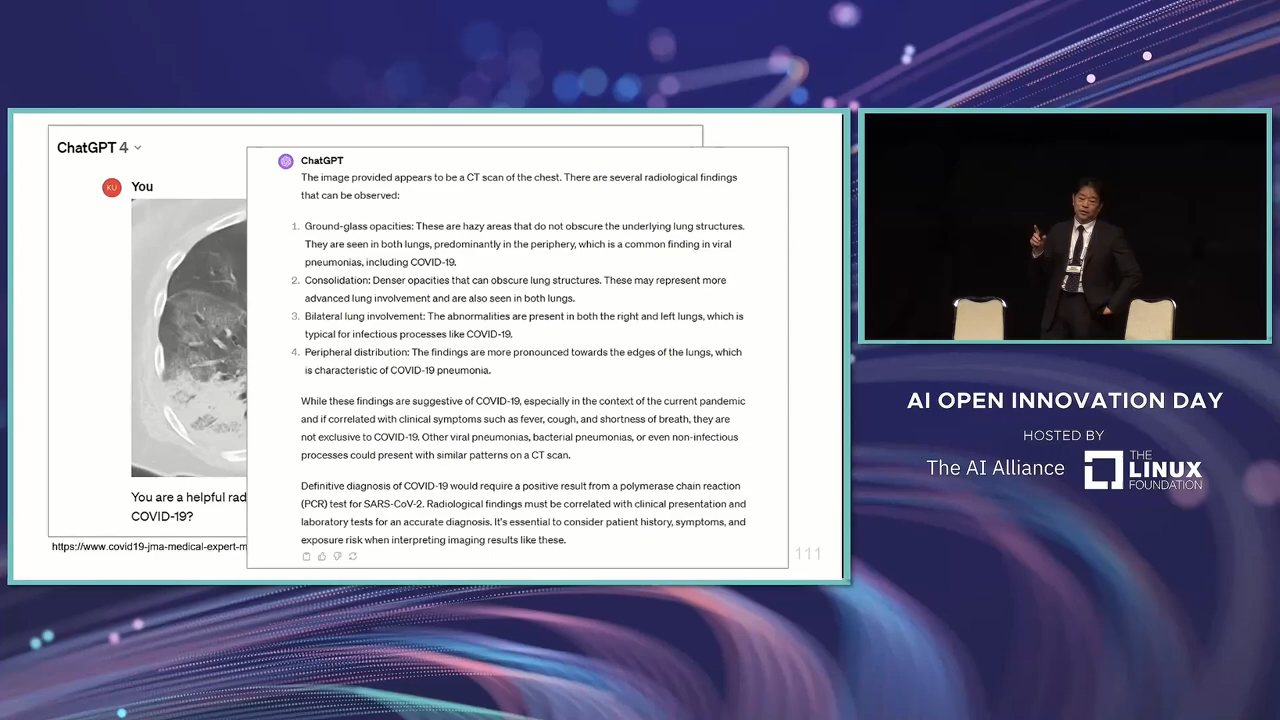 ChatGPT 4
KU
You
You are a helpful rad
COVID-19?
https://www.covid19-jma-medical-expert-m
ChatGPT
The image provided appears to be a CT scan of the chest. There are several radiological findings
that can be observed:
1. Ground-glass opacities: These are hazy areas that do not obscure the underlying lung structures.
They are seen in both lungs, predominantly in the periphery, which is a common finding in viral
pneumonias, including COVID-19.
2. Consolidation: Denser opacities that can obscure lung structures. These may represent more
advanced lung involvement and are also seen in both lungs.
3. Bilateral lung involvement: The abnormalities are present in both the right and left lungs, which is
typical for infectious processes like COVID-19.
4. Peripheral distribution: The findings are more pronounced towards the edges of the lungs, which
is characteristic of COVID-19 pneumonia.
While these findings are suggestive of COVID-19, especially in the context of the current pandemic
and if correlated with clinical symptoms such as fever, cough, and shortness of breath, they are
not exclusive to COVID-19. Other viral pneumonias, bacterial pneumonias, or even non-infectious
processes could present with similar patterns on a CT scan.
Definitive diagnosis of COVID-19 would require a positive result from a polymerase chain reaction
(PCR) test for SARS-CoV-2. Radiological findings must be correlated with clinical presentation and
laboratory tests for an accurate diagnosis. It's essential to consider patient history, symptoms, and
exposure risk when interpreting imaging results like these.
111
AI OPEN INNOVATION DAY
HOSTED BY
The AI Alliance
THE
LINUX
FOUNDATION